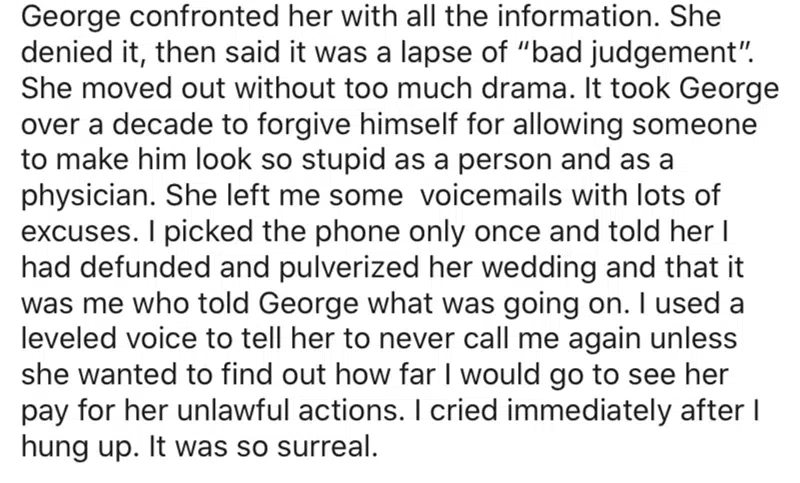 George confronted her with all the information. She
denied it, then said it was a lapse of “bad judgement”.
She moved out without too much drama. It took George
over a decade to forgive himself for allowing someone
to make him look so stupid as a person and as a
physician. She left me some  voicemails with lots of
excuses. I picked the phone only once and told her I
had defunded and pulverized her wedding and that it
was me who told George what was going on. I used a
leveled voice to tell her to never call me again unless
she wanted to find out how far I would go to see her
pay for her unlawful actions. I cried immediately after I
hung up. It was so surreal.